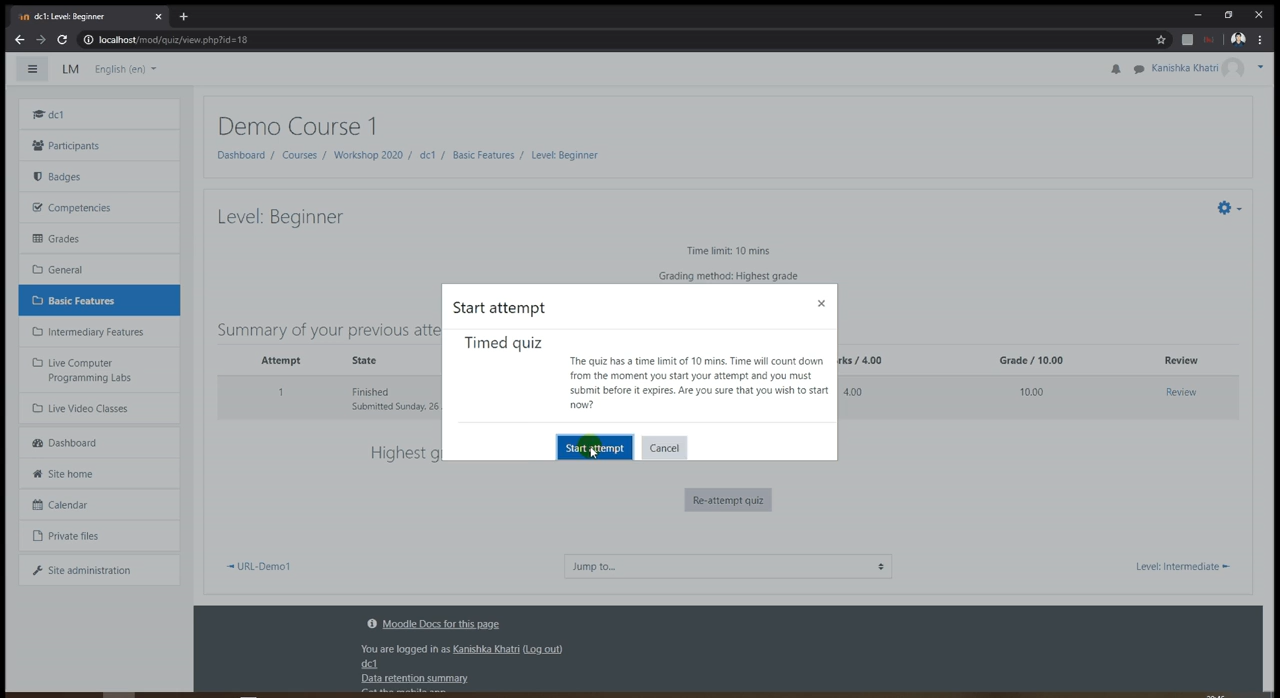 dc1: Level: Beginner
localhost/mod/quiz/view.php?id=18
LM English (en)
Kanishka Khatri
dc1
Participants
Badges
Competencies
Grades
General
Basic Features
Intermediary Features
Live Computer
Programming Labs
Live Video Classes
Dashboard
Site home
Calendar
Private files
Site administration
Demo Course 1
Dashboard / Courses / Workshop 2020 / dc1 / Basic Features / Level: Beginner
Level: Beginner
Time limit: 10 mins
Grading method: Highest grade
Summary of your previous atte
Attempt State rks / 4.00 Grade / 10.00 Review
1 Finished 4.00 10.00 Review
Submitted Sunday, 26
Highest gr
Start attempt ×
Timed quiz
The quiz has a time limit of 10 mins. Time will count down
from the moment you start your attempt and you must
submit before it expires. Are you sure that you wish to start
now?
Start attempt Cancel
Re-attempt quiz
◄ URL-Demo1 Jump to... Level: Intermediate ►
Moodle Docs for this page
You are logged in as Kanishka Khatri (Log out)
dc1
Data retention summary
Get the mobile app